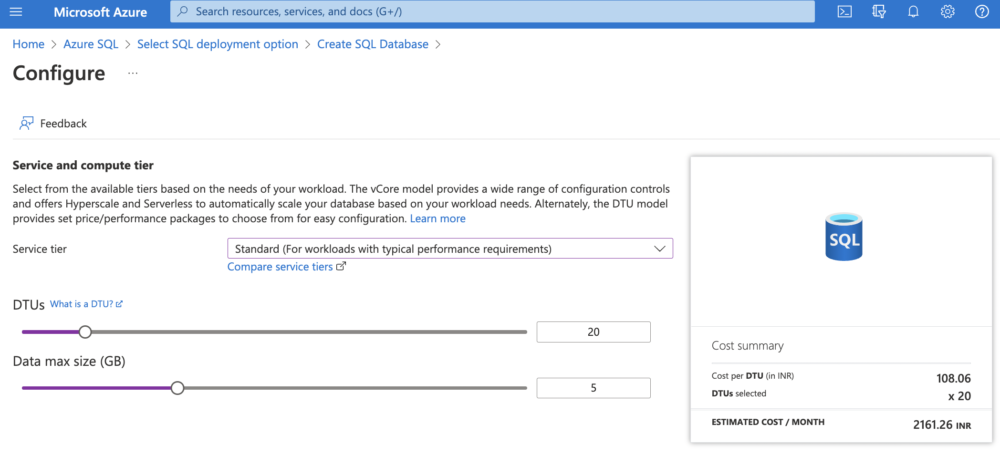 Microsoft Azure
Search resources, services, and docs (G+/)
Home > Azure SQL > Select SQL deployment option > Create SQL Database >
Configure ...
Feedback
Service and compute tier
Select from the available tiers based on the needs of your workload. The vCore model provides a wide range of configuration controls
and offers Hyperscale and Serverless to automatically scale your database based on your workload needs. Alternately, the DTU model
provides set price/performance packages to choose from for easy configuration. Learn more
Service tier
Standard (For workloads with typical performance requirements)
Compare service tiers
DTUs What is a DTU?
20
Data max size (GB)
5
SQL
Cost summary
Cost per DTU (in INR) 108.06
DTUs selected x 20
ESTIMATED COST / MONTH 2161.26 INR